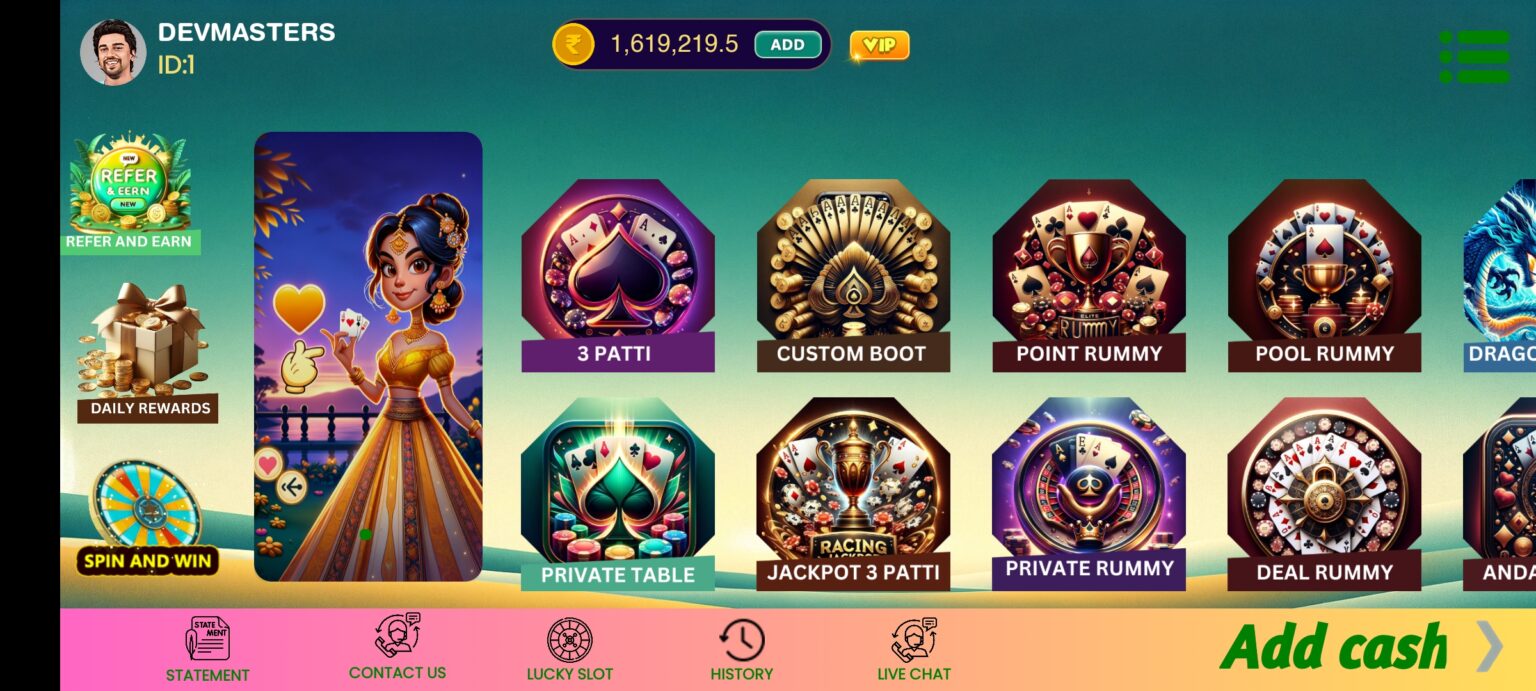 DEVMASTERS
ID:1
₹ 1,619,219.5 ADD VIP
NEW
REFER
& EERN
NEW
REFER AND EARN
DAILY REWARDS
SPIN AND WIN
3 PATTI
CUSTOM BOOT
ELITE
RUMMY
POINT RUMMY
POOL RUMMY
DRAGO
PRIVATE TABLE
RACING
JACKPOT
JACKPOT 3 PATTI
PRIVATE RUMMY
DEAL RUMMY
ANDA
STATE
MENT
STATEMENT
CONTACT US
LUCKY SLOT
HISTORY
LIVE CHAT
Add cash